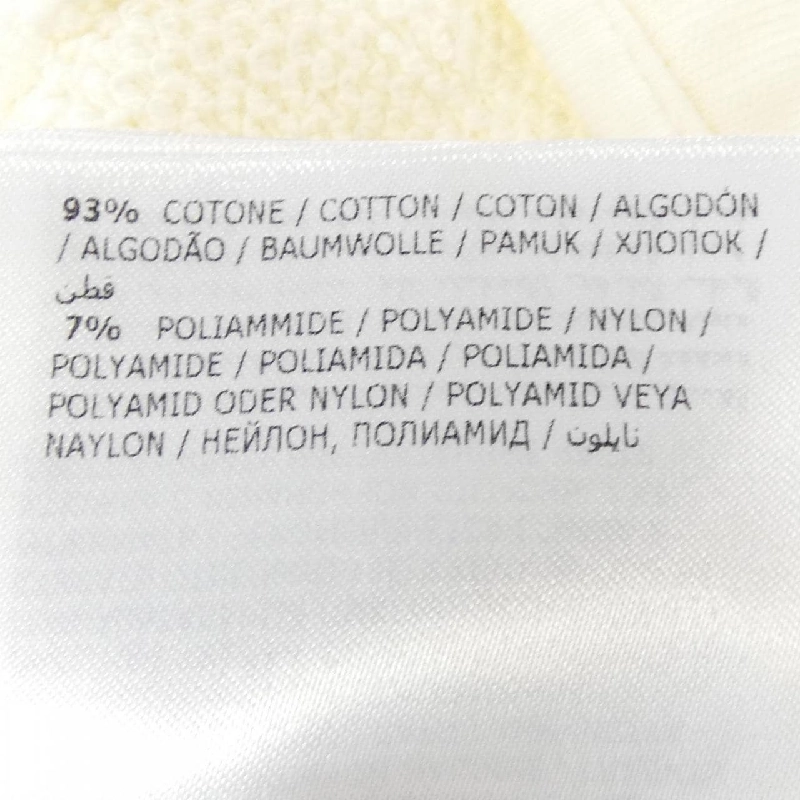 93% COTONE / COTTON / COTON / ALGODÓN
/ ALGODÃO / BAUMWOLLE / PAMUK / ХЛОПОК /
قطن
7% POLIAMMIDE / POLYAMIDE / NYLON /
POLYAMIDE / POLIAMIDA / POLIAMIDA /
POLYAMID ODER NYLON / POLYAMID VEYA
NAYLON / НЕЙЛОН, ПОЛИАМИД / نايلون